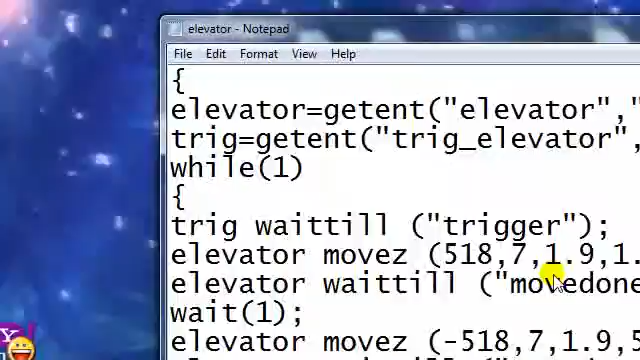 elevator - Notepad
File Edit Format View Help
{
elevator=getent("elevator","
trig=getent("trig_elevator",
while(1)
{
trig waittill ("trigger");
elevator movez (518,7,1.9,1.
elevator waittill ("movedone
wait(1);
elevator movez (-518,7,1.9,5